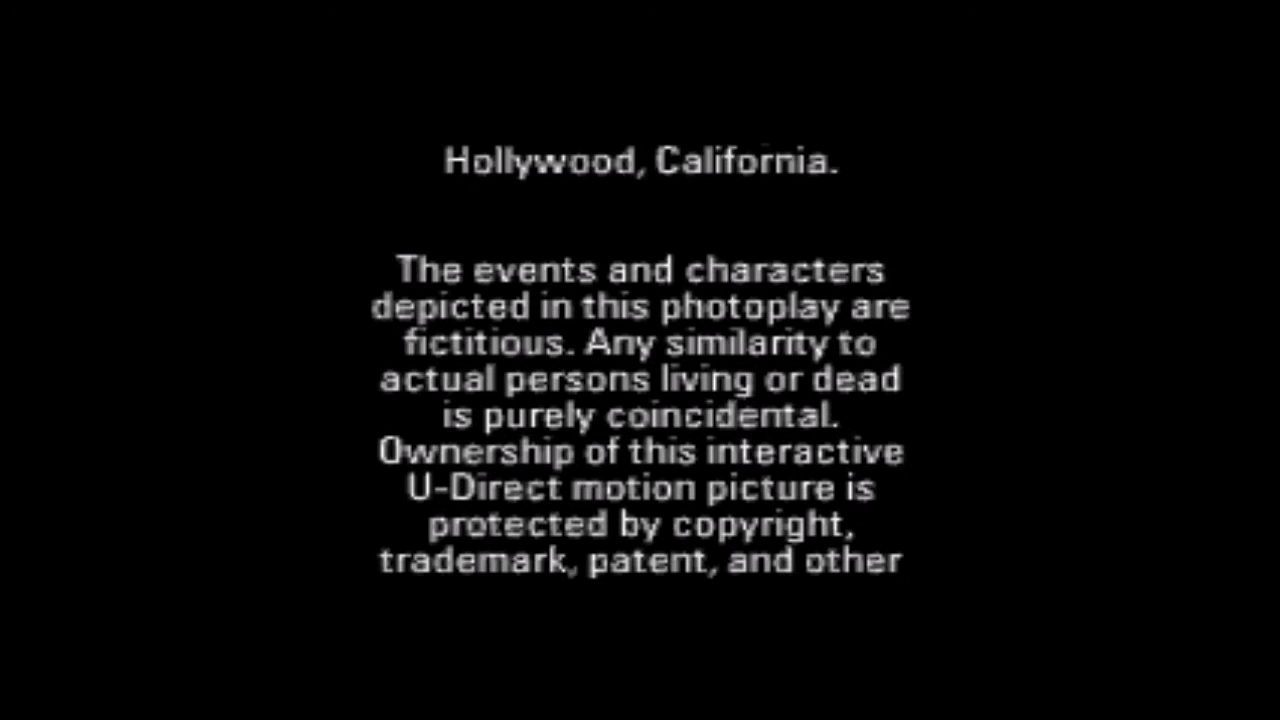 Hollywood, California.
The events and characters
depicted in this photoplay are
fictitious. Any similarity to
actual persons living or dead
is purely coincidental.
Ownership of this interactive
U-Direct motion picture is
protected by copyright,
trademark, patent, and other